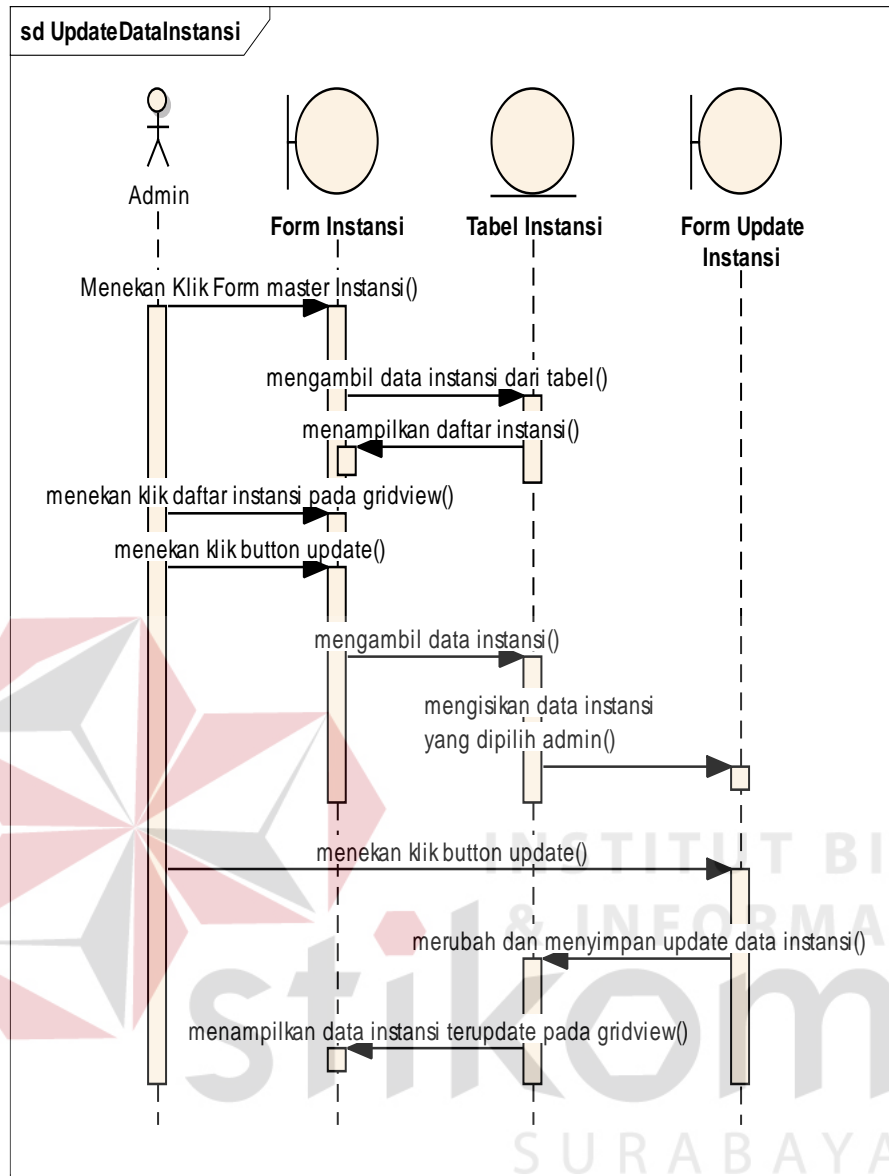 sd UpdateDataInstansi
Admin
Form Instansi
Tabel Instansi
Form Update
Instansi
Menekan Klik Form master Instansi()
mengambil data instansi dari tabel()
menampilkan daftar instansi()
menekan klik daftar instansi pada gridview()
menekan klik button update()
mengambil data instansi()
mengisikan data instansi
yang dipilih admin()
menekan klik button update()
INSTITUT BI
& INFORMA
merubah dan menyimpan update data instansi()
stikom
menampilkan data instansi terupdate pada gridview()
SURABAYA